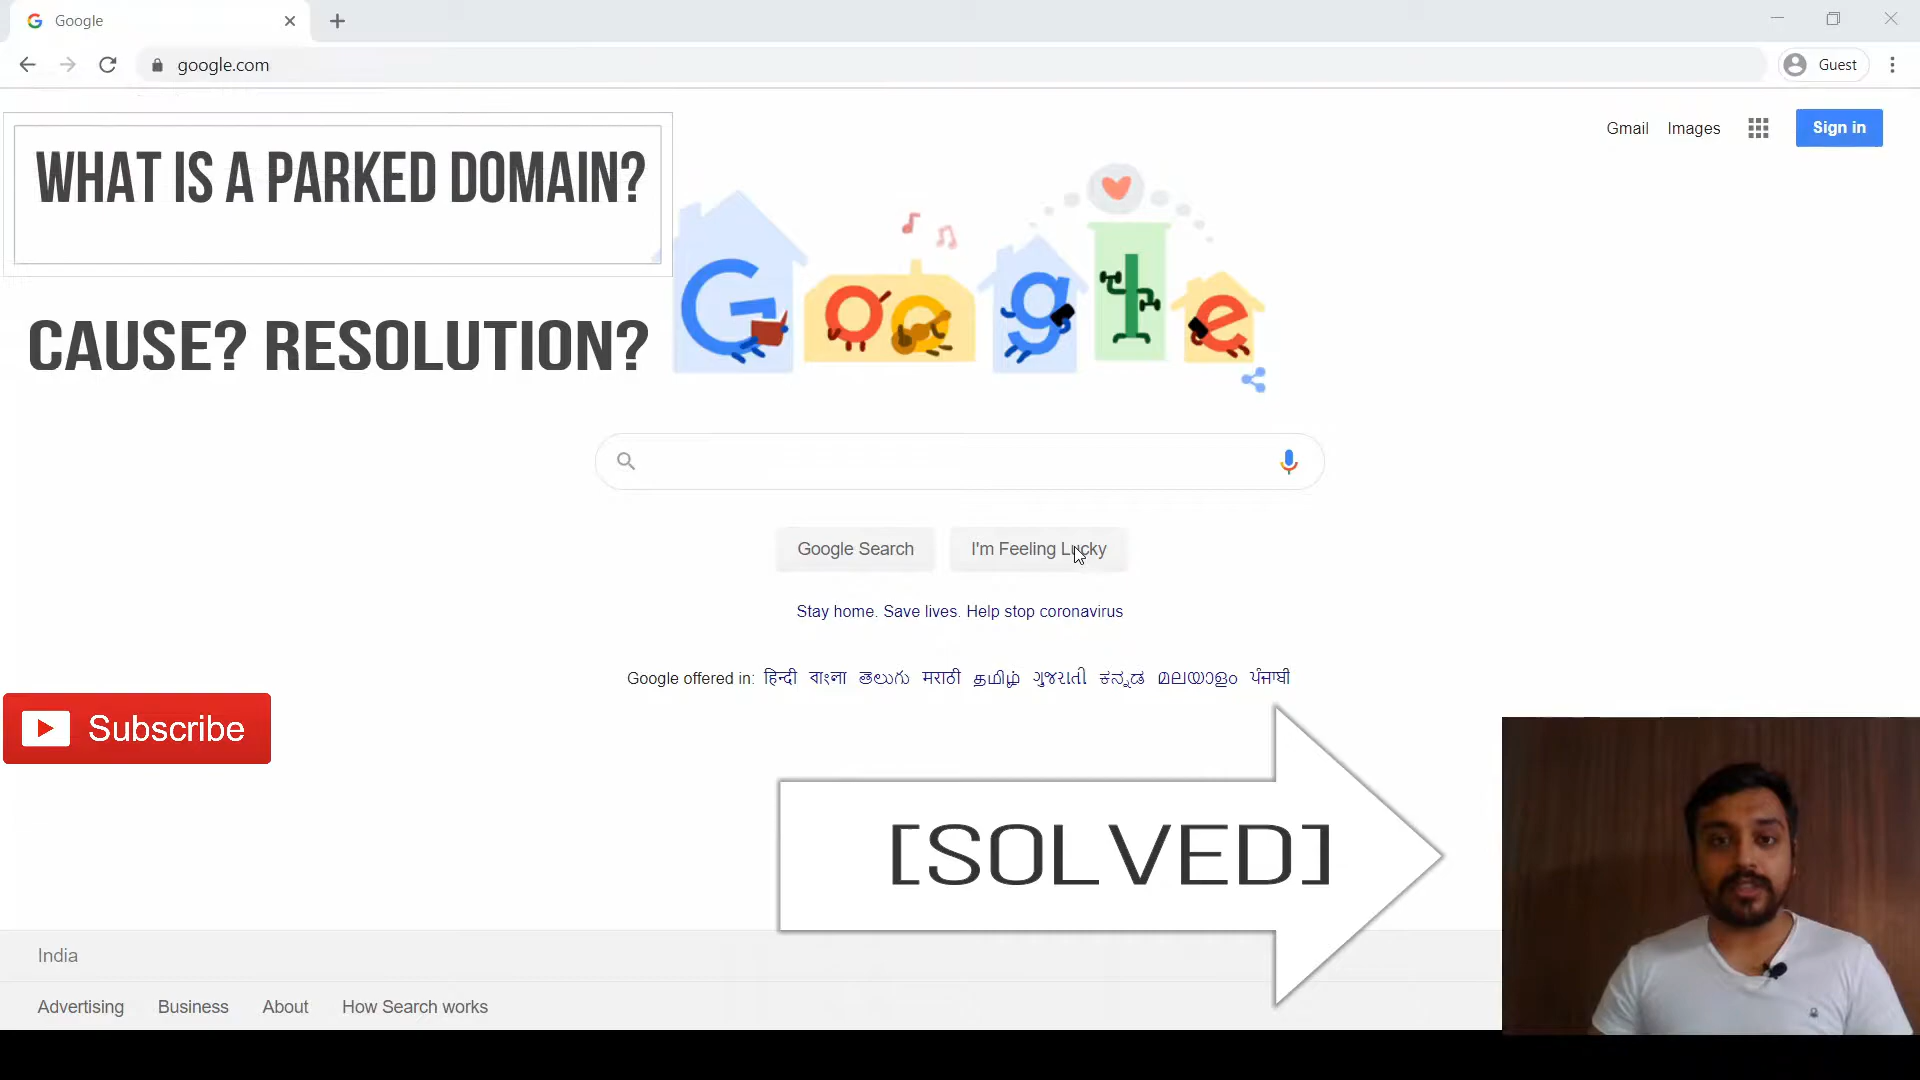 Google
google.com
Guest
Gmail Images
Sign in
WHAT IS A PARKED DOMAIN?
Google
CAUSE? RESOLUTION?
Google Search
I'm Feeling Lucky
Stay home. Save lives. Help stop coronavirus
Google offered in: हिन्दी বাংলা తెలుగు मराठी தமிழ் ગુજરાતી ಕನ್ನಡ മലയാളം ਪੰਜਾਬੀ
Subscribe
[SOLVED]
India
Advertising Business About How Search works